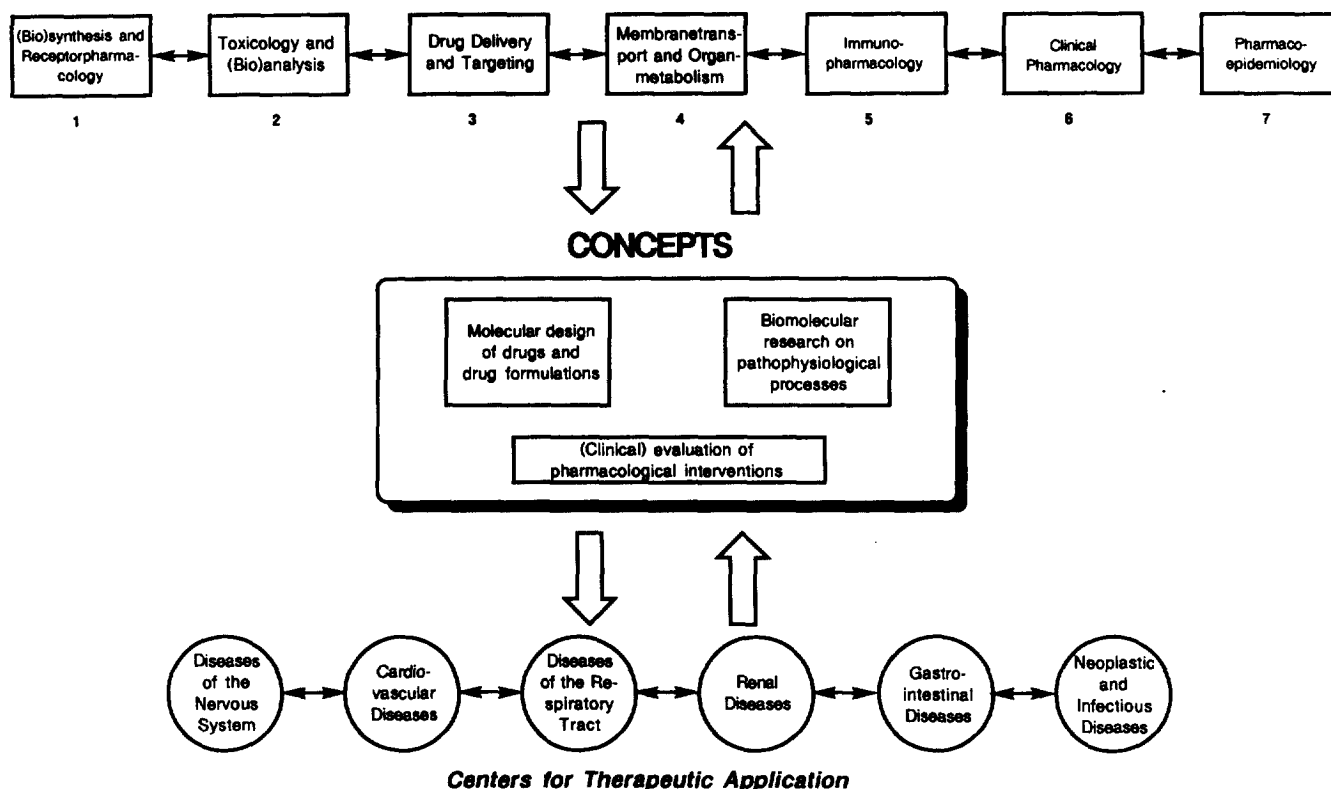 (Bio)synthesis and
Receptorpharma-
cology
Toxicology and
(Bio)analysis
Drug Delivery
and Targeting
Membranetrans-
port and Organ-
metabolism
Immuno-
pharmacology
Clinical
Pharmacology
Pharmaco-
epidemiology
1
2
3
4
5
6
7
CONCEPTS
Molecular design
of drugs and
drug formulations
Biomolecular
research on
pathophysiological
processes
(Clinical) evaluation of
pharmacological interventions
Diseases
of the
Nervous
System
Cardio-
vascular
Diseases
Diseases
of the Re-
spiratory
Tract
Renal
Diseases
Gastro-
intestinal
Diseases
Neoplastic
and
Infectious
Diseases
Centers for Therapeutic Application